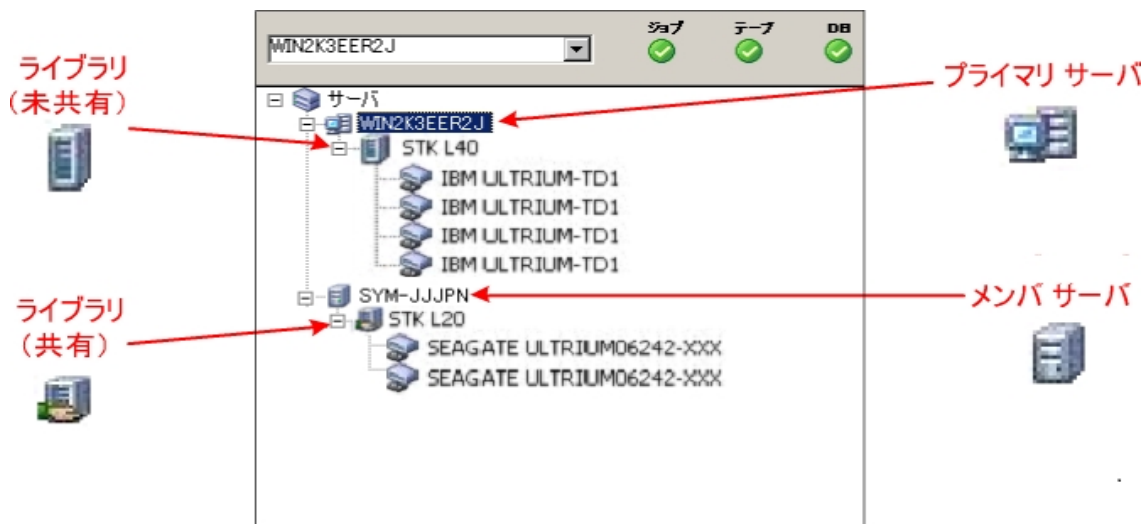 WIN2K3EER2J
ジョブ
テープ
DB
ライブラリ
（未共有）
プライマリ サーバ
サーバ
WIN2K3EER2J
STK L40
IBM ULTRIUM-TD1
IBM ULTRIUM-TD1
IBM ULTRIUM-TD1
IBM ULTRIUM-TD1
ライブラリ
（共有）
SYM-JJJPN
メンバ サーバ
STK L20
SEAGATE ULTRIUM06242-XXX
SEAGATE ULTRIUM06242-XXX